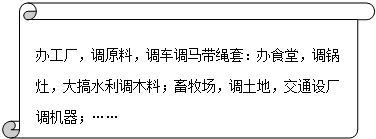 办工厂，调原料，调车调马带绳套：办食堂，调锅
灶，大搞水利调木料；畜牧场，调土地，交通设厂
调机器；……